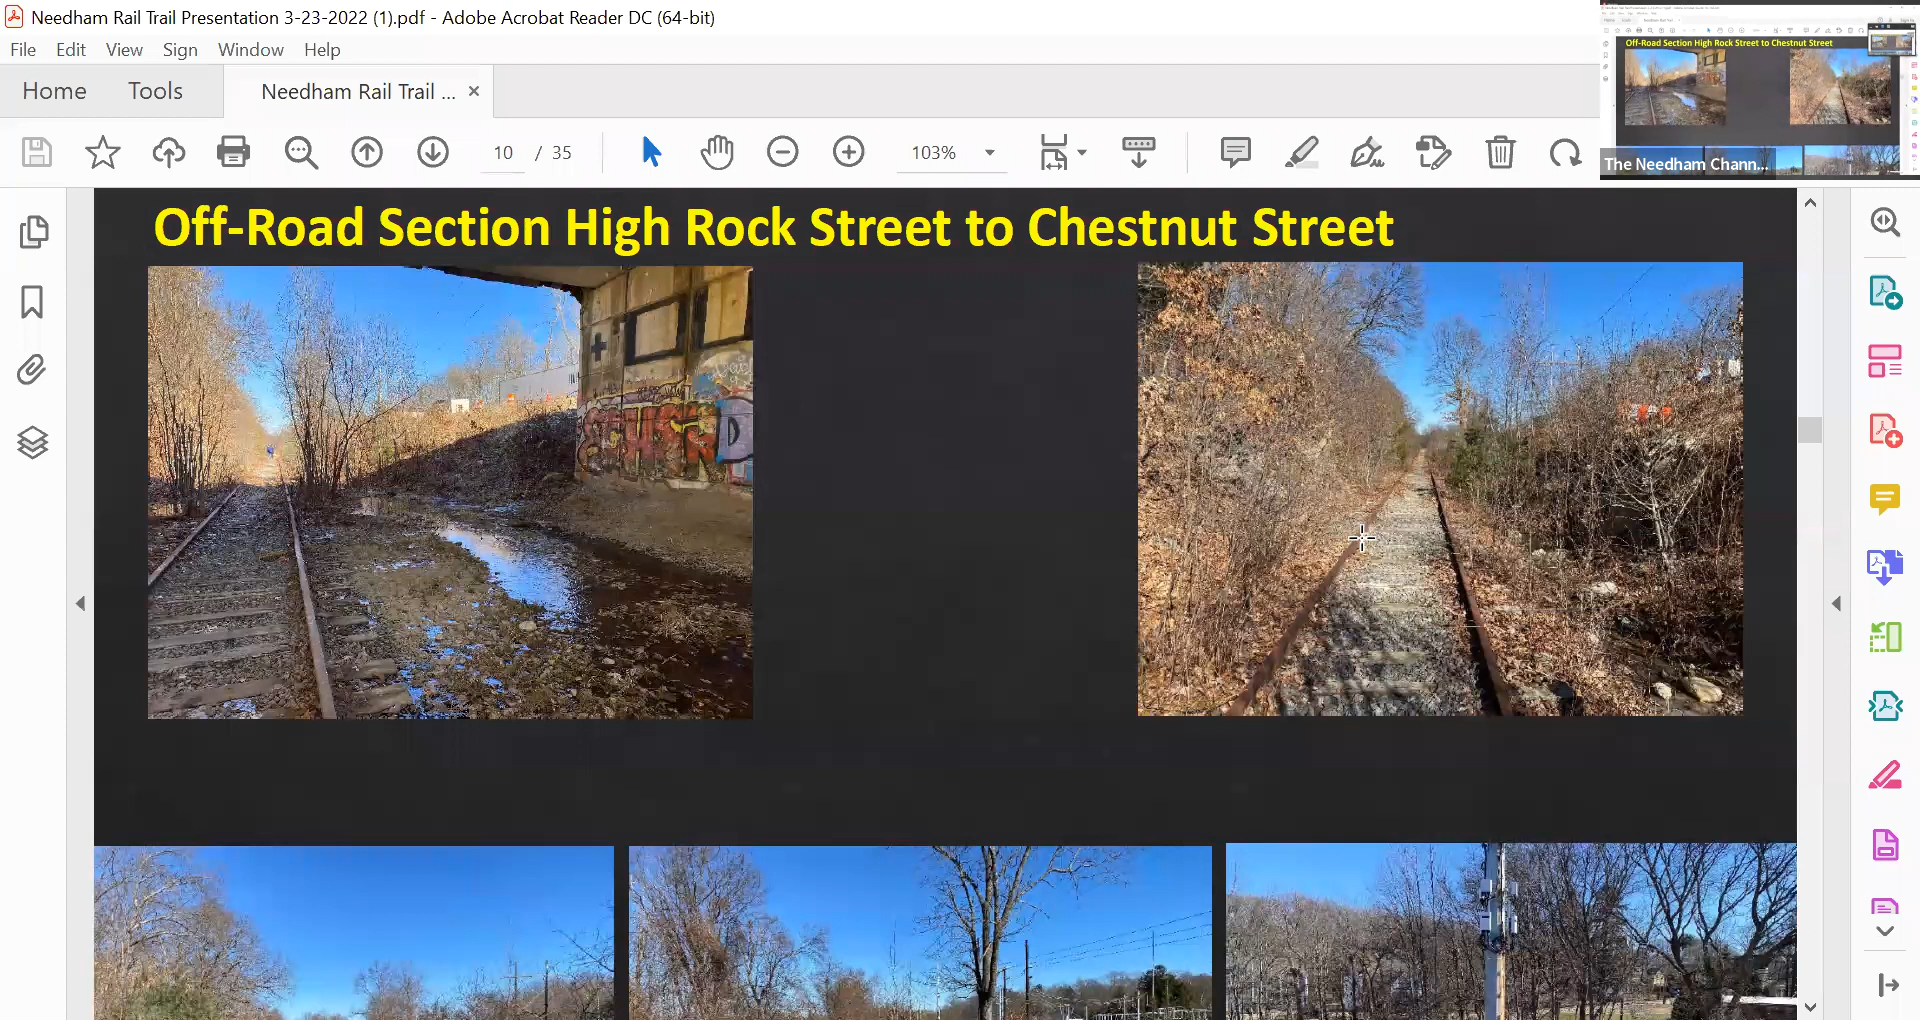 Needham Rail Trail Presentation 3-23-2022 (1).pdf - Adobe Acrobat Reader DC (64-bit)
File Edit View Sign Window Help
Home Tools Needham Rail Trail ...
10 / 35 103%
Off-Road Section High Rock Street to Chestnut Street
The Needham Chann...
Off-Road Section High Rock Street to Chestnut Street